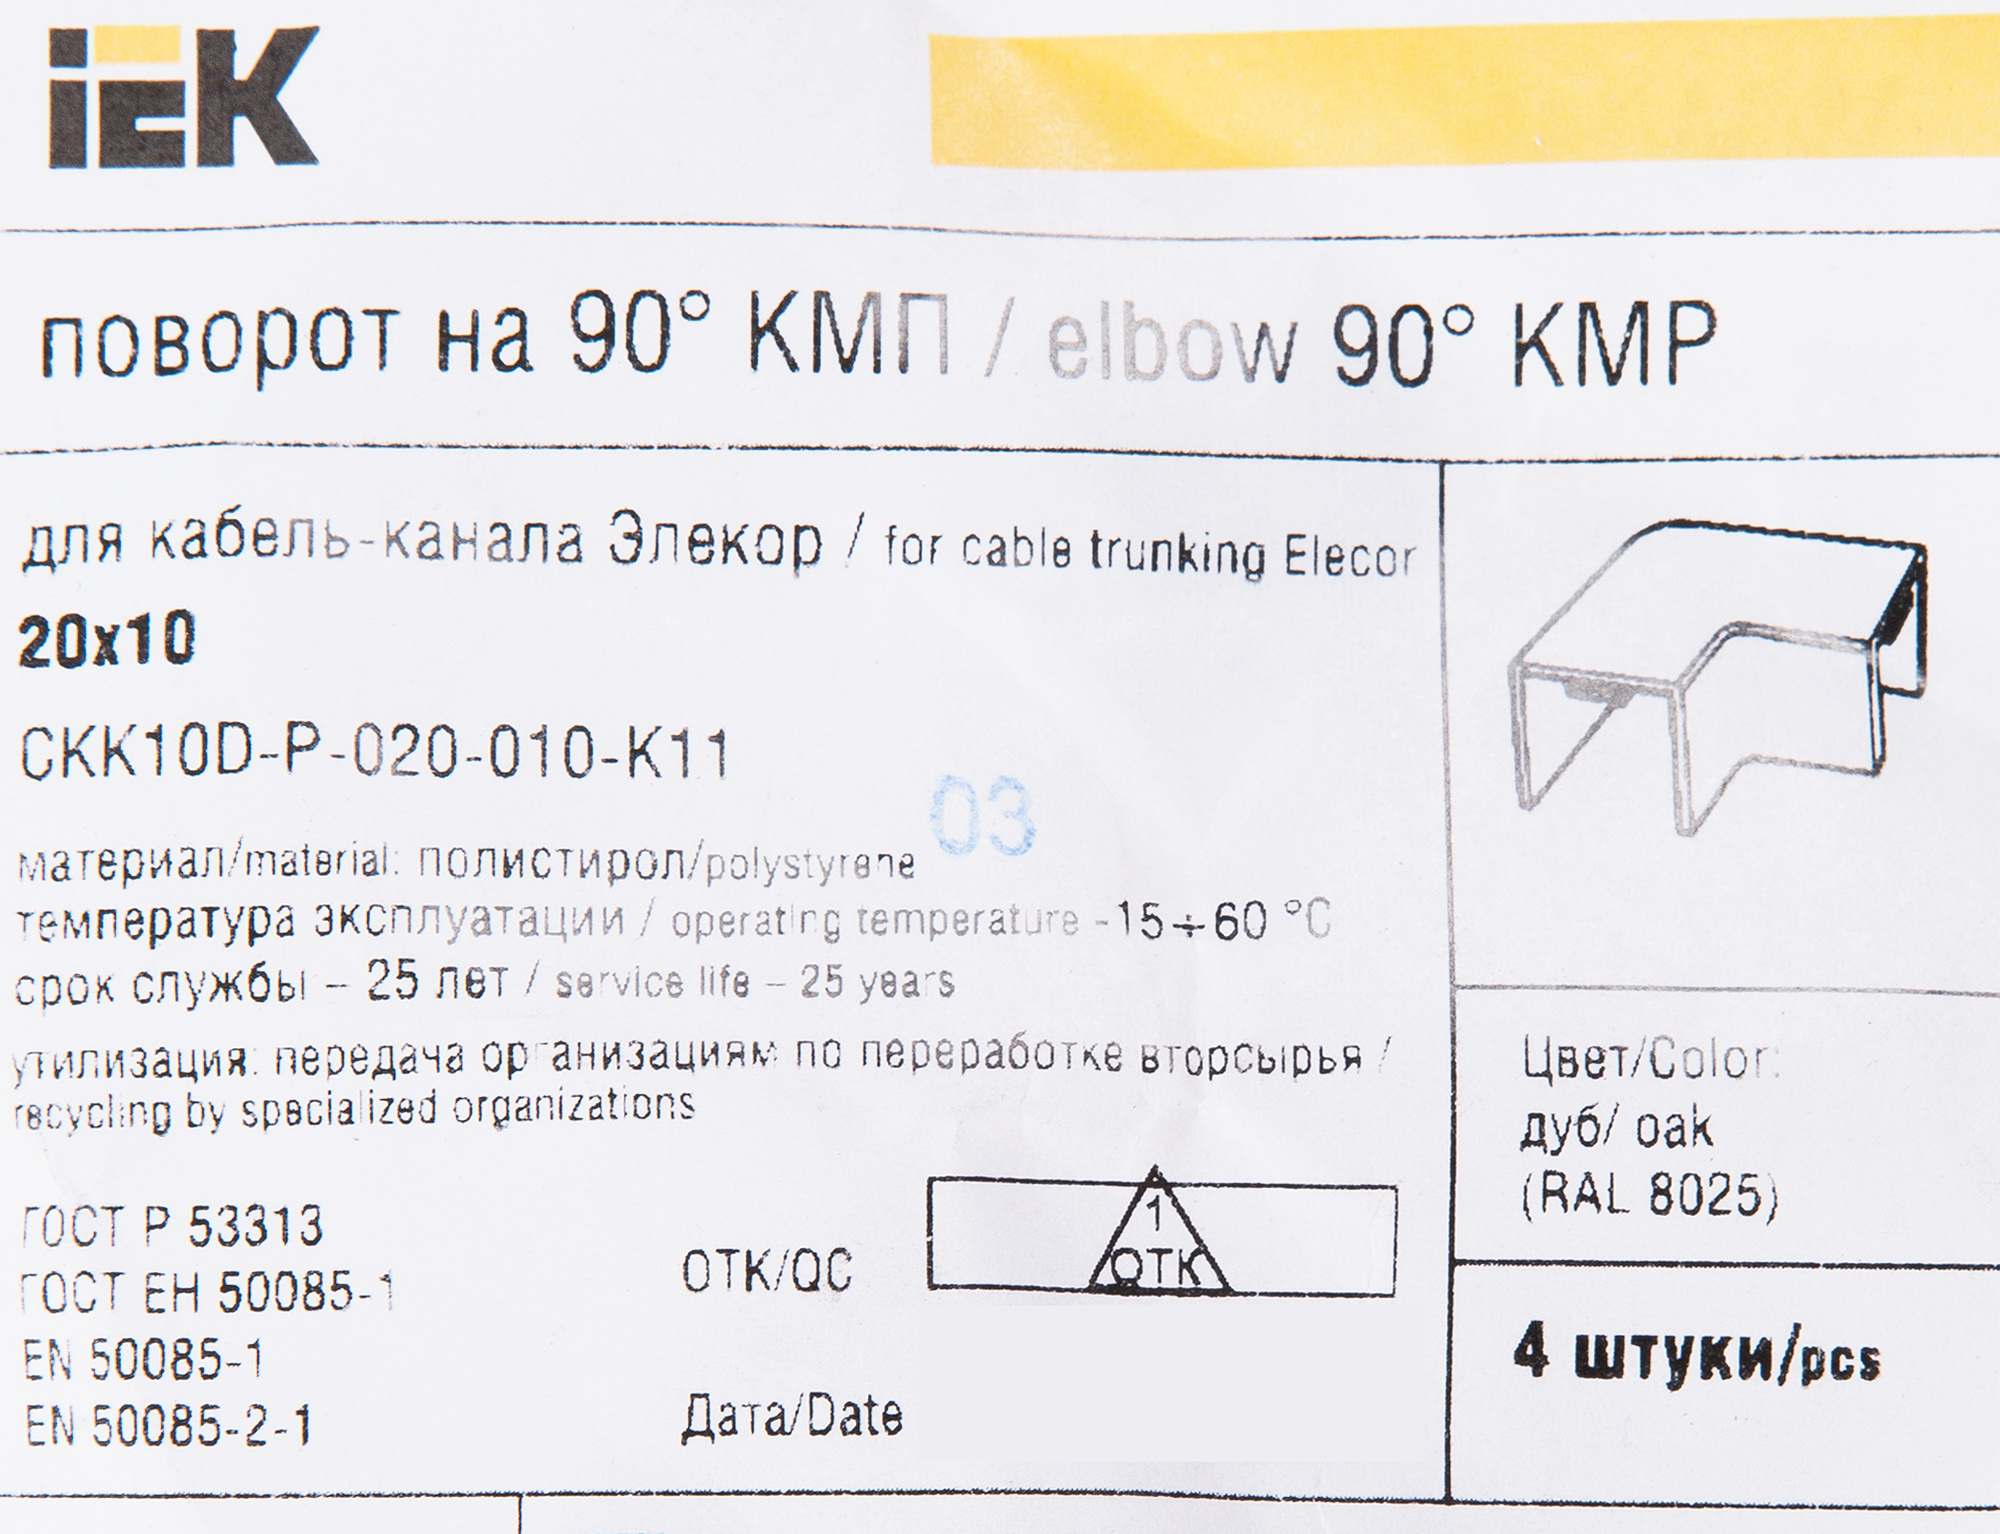 iEK
поворот на 90° КМП / elbow 90° KMP
для кабель-канала Элекор / for cable trunking Elecor
20x10
CKK10D-P-020-010-K11
03
материал/material: полистирол/polystyrene
температура эксплуатации / operating temperature -15÷60 °C
срок службы – 25 лет / service life – 25 years
утилизация: передача организациям по переработке вторсырья /
recycling by specialized organizations
ГОСТ Р 53313
ГОСТ ЕН 50085-1
EN 50085-1
EN 50085-2-1
ОТК/QC
1
ОТК
Дата/Date
Цвет/Color:
дуб/ oak
(RAL 8025)
4 штуки/pcs